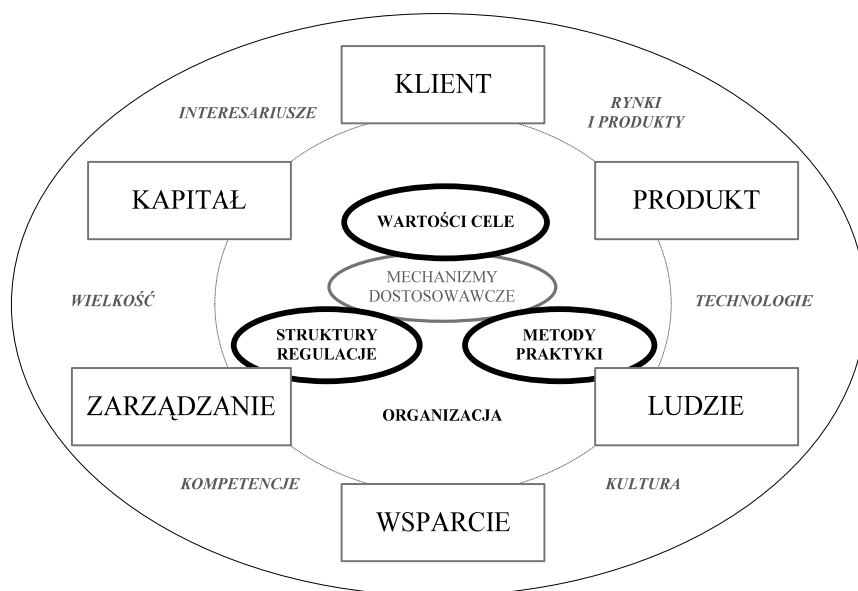 KLIENT
INTERESARIUSZE
RYNKI
I PRODUKTY
KAPITAŁ
PRODUKT
WARTOŚCI CELE
MECHANIZMY
DOSTOSOWAWCZE
WIELKOŚĆ
TECHNOLOGIE
STRUKTURY
REGULACJE
METODY
PRAKTYKI
ZARZĄDZANIE
ORGANIZACJA
LUDZIE
KOMPETENCJE
KULTURA
WSPARCIE